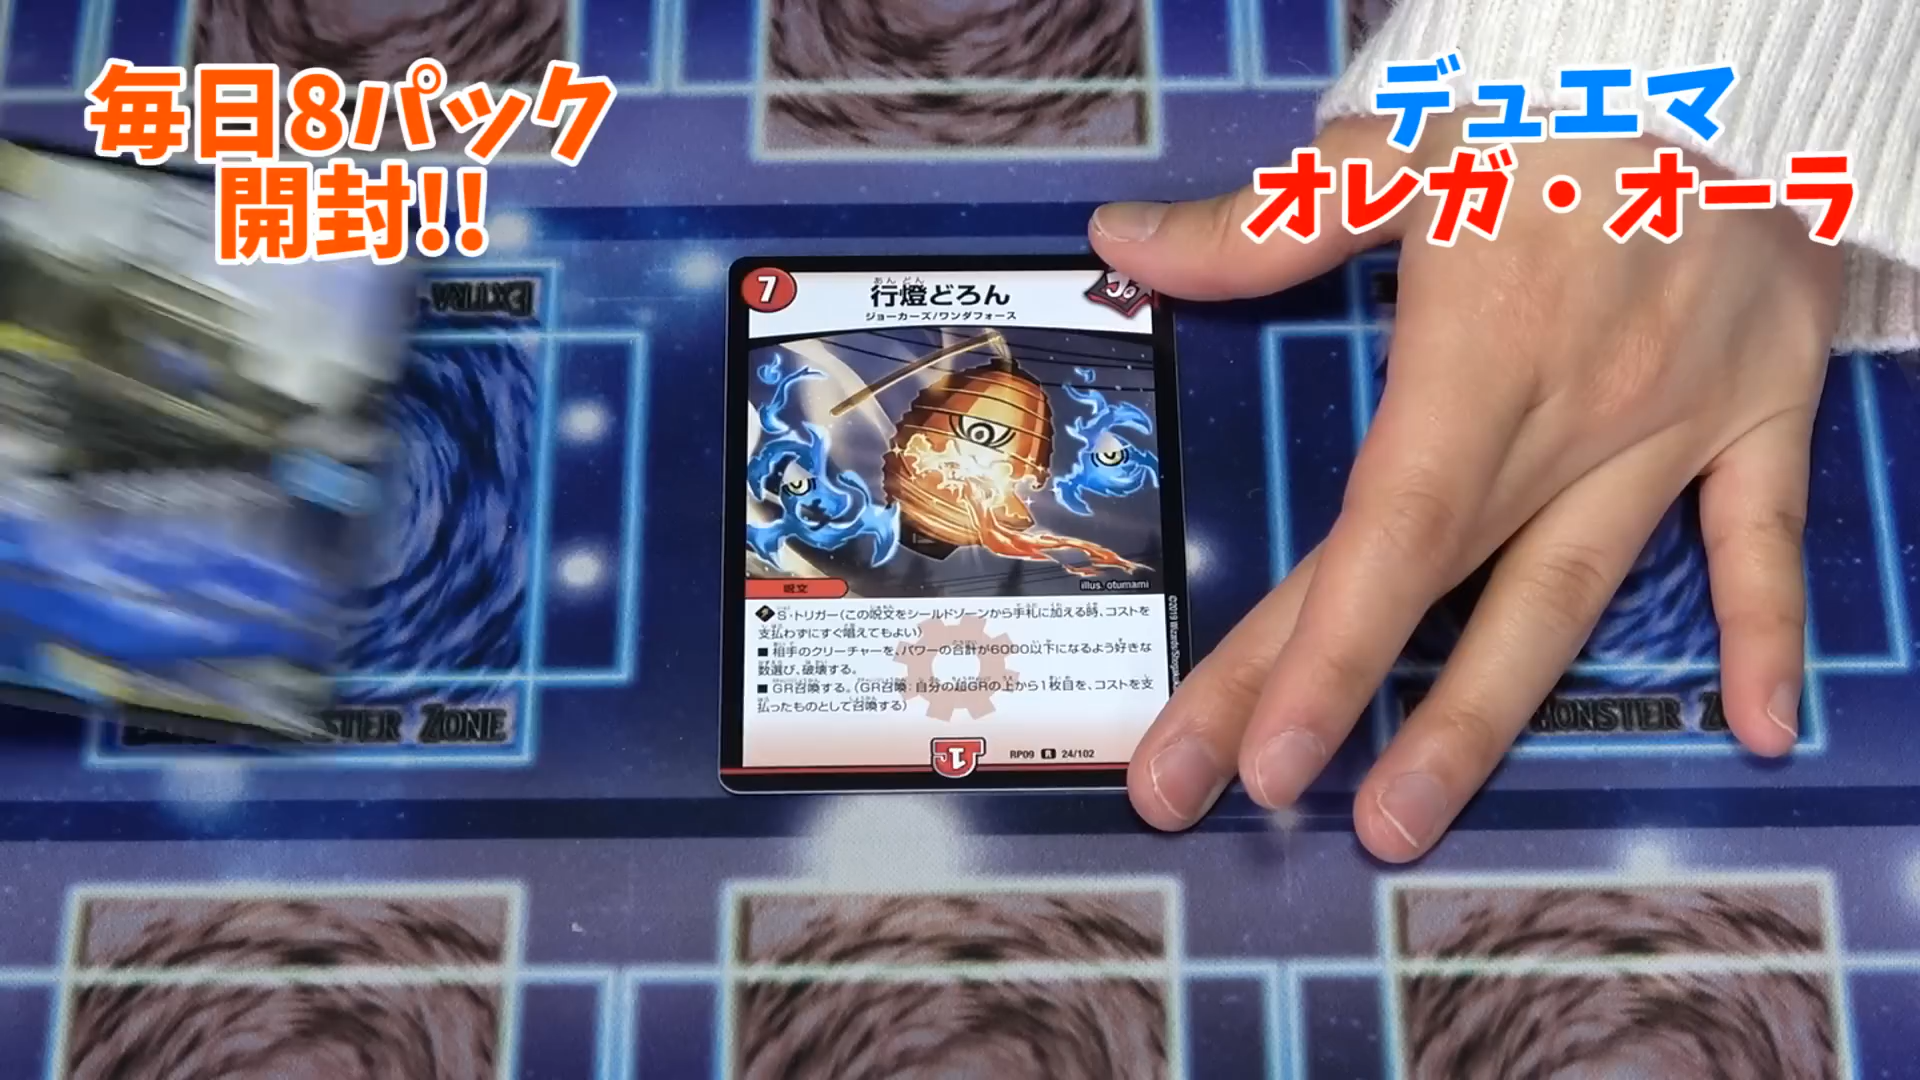 毎日8パック
開封!!
デュエマ
オレガ・オーラ
7
あんどん
行燈どろん
ジョーカーズ/ワンダフォース
呪文
illus. otumami
S・トリガー(この呪文をシールドゾーンから手札に加える時、コストを
支払わずにすぐ唱えてもよい)
■ 相手のクリーチャーを、パワーの合計が6000以下になるよう好きな
数選び、破壊する。
■ GR召喚する。(GR召喚:自分の超GRの上から1枚目を、コストを支
払ったものとして召喚する)
RP09 R 24/102
EXTRA
STER ZONE
MONSTER Z